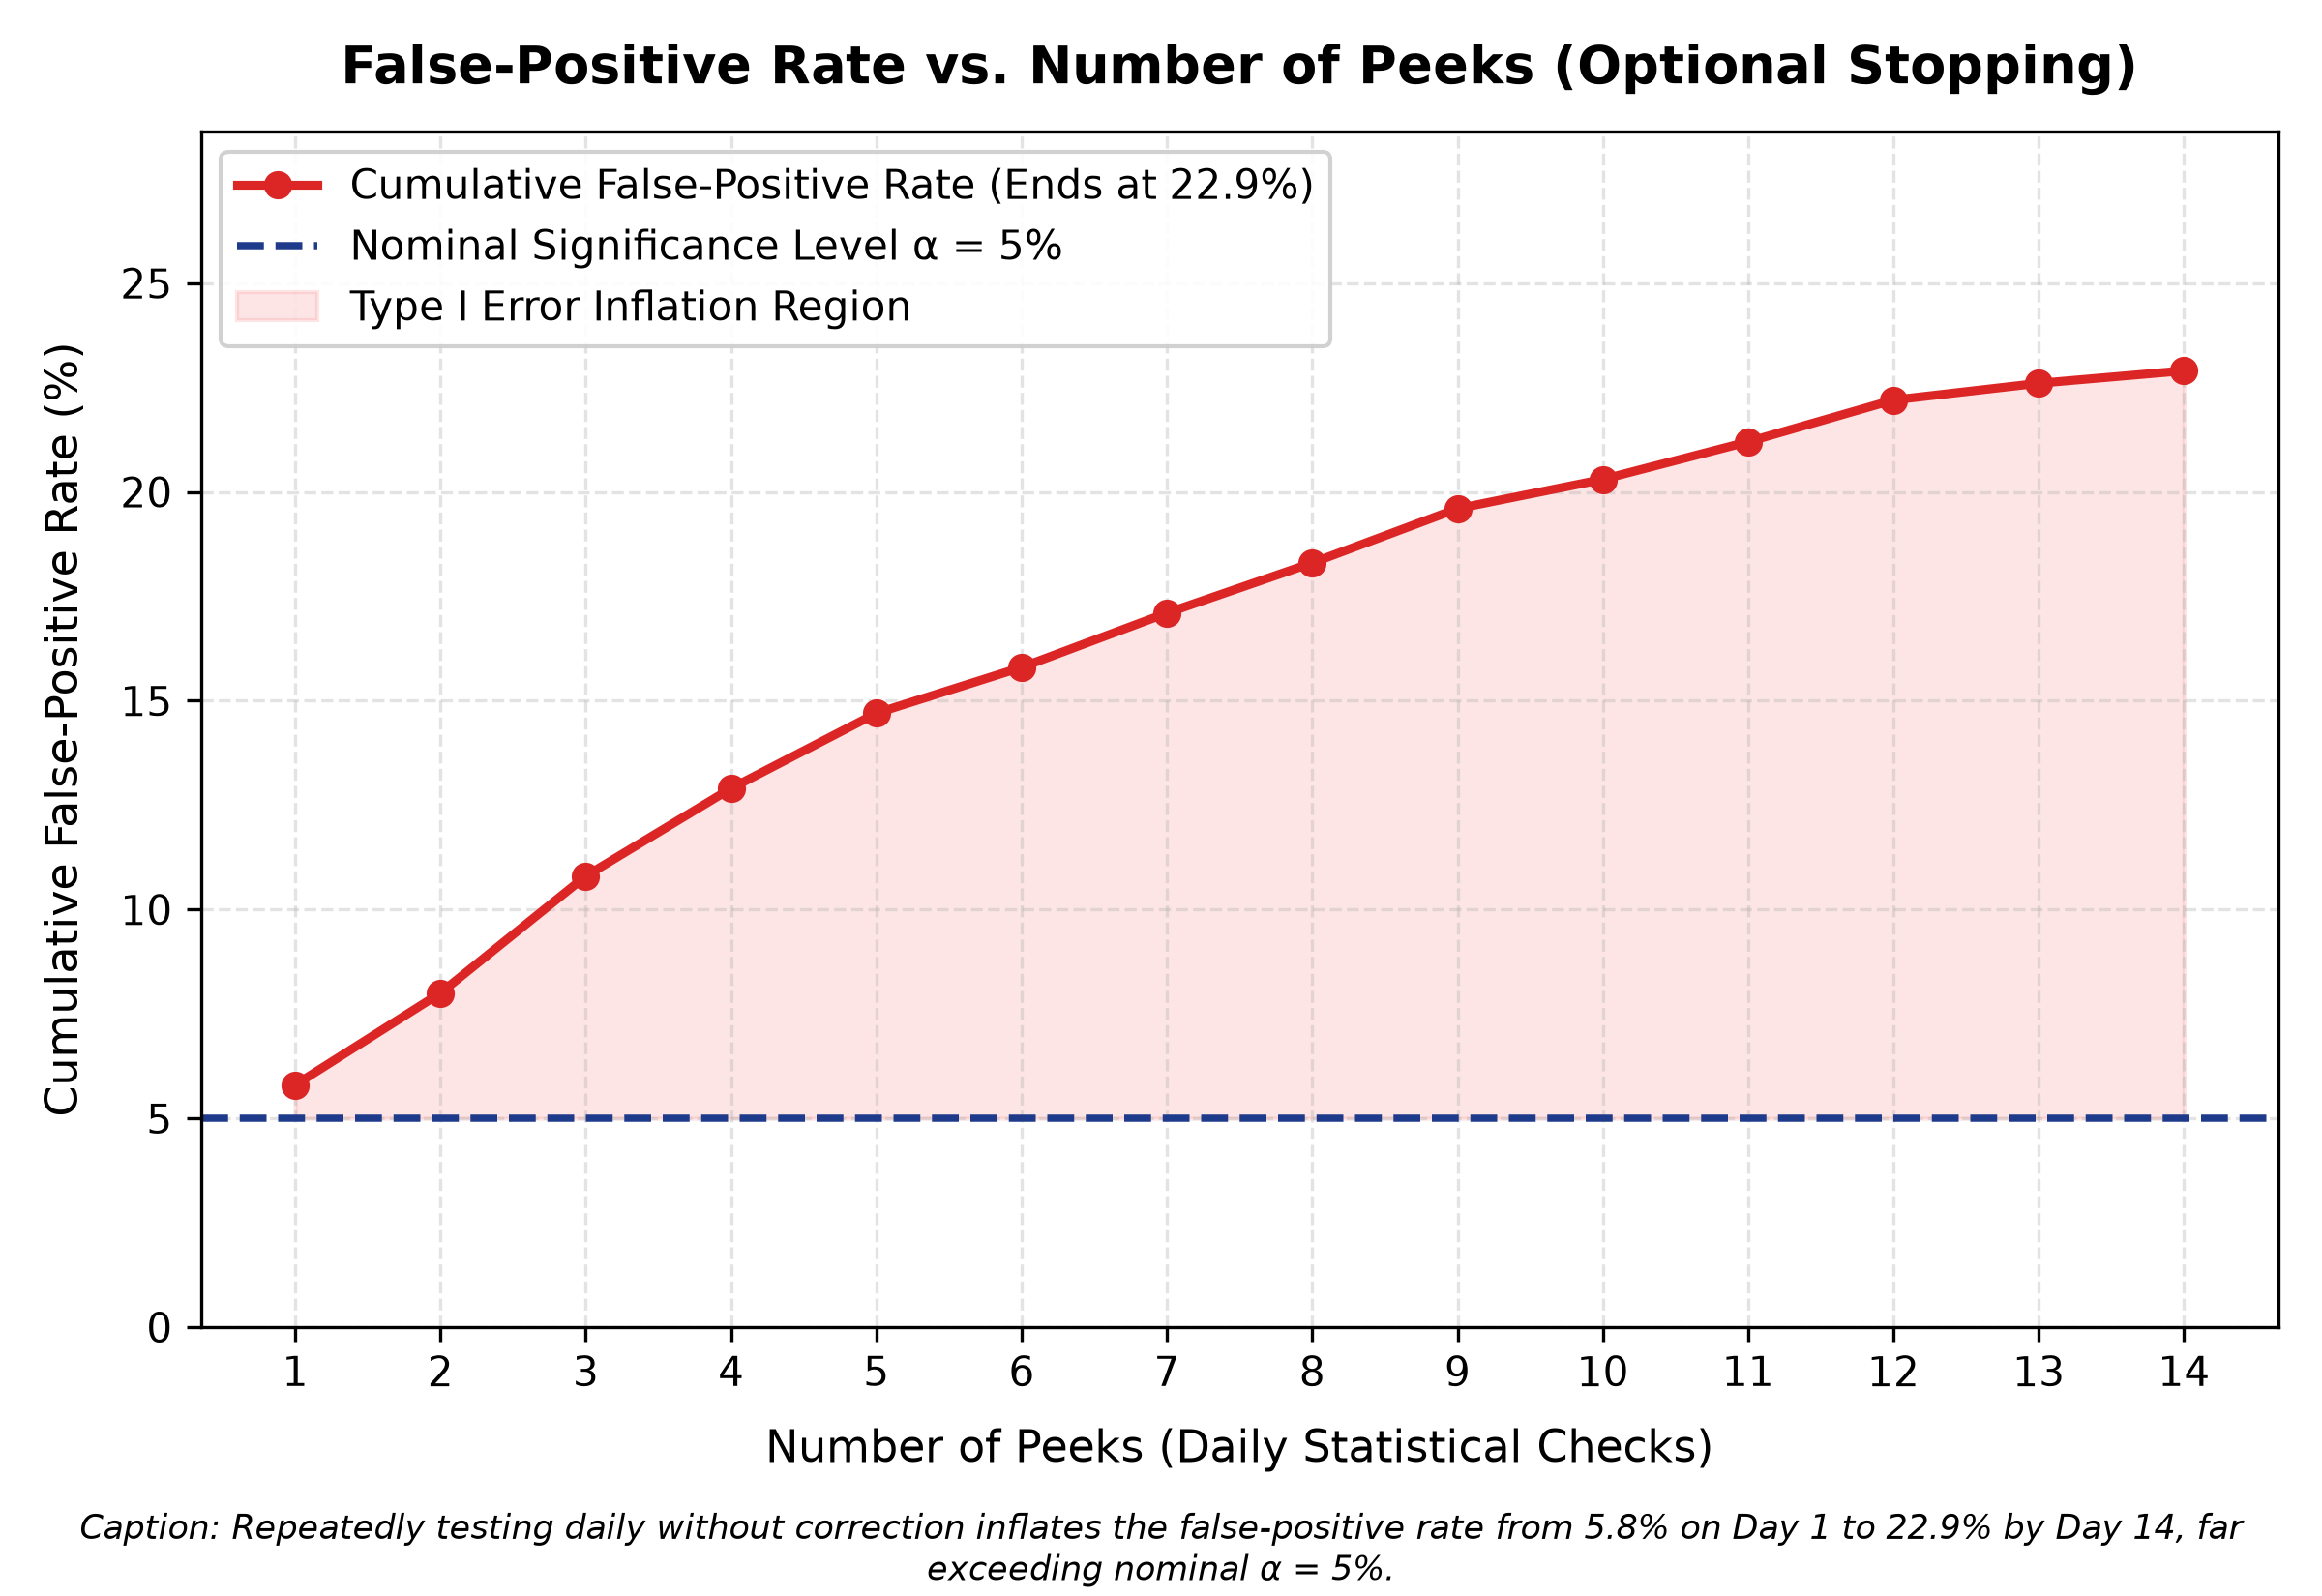 False-Positive Rate vs. Number of Peeks (Optional Stopping)
Cumulative False-Positive Rate (Ends at 22.9%)
Nominal Significance Level α = 5%
Type I Error Inflation Region
Cumulative False-Positive Rate (%)
25
20
15
10
5
0
1 2 3 4 5 6 7 8 9 10 11 12 13 14
Number of Peeks (Daily Statistical Checks)
Caption: Repeatedly testing daily without correction inflates the false-positive rate from 5.8% on Day 1 to 22.9% by Day 14, far
exceeding nominal α = 5%.